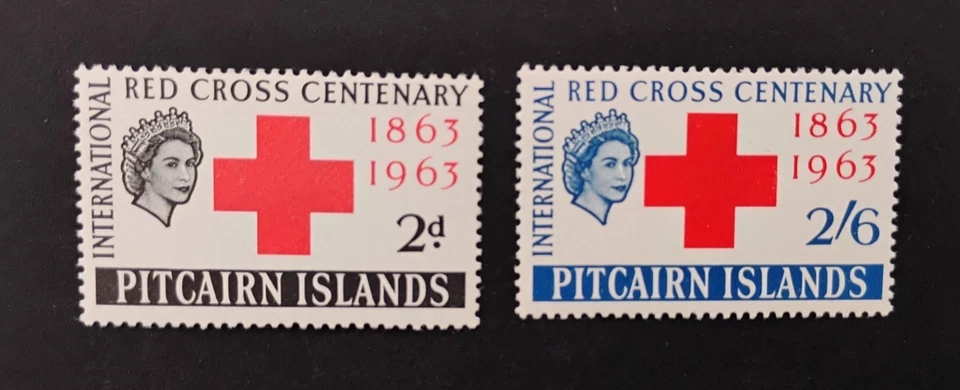 INTERNATIONAL
RED CROSS CENTENARY
1863
1963
2d.
PITCAIRN ISLANDS
INTERNATIONAL
RED CROSS CENTENARY
1863
1963
2/6
PITCAIRN ISLANDS